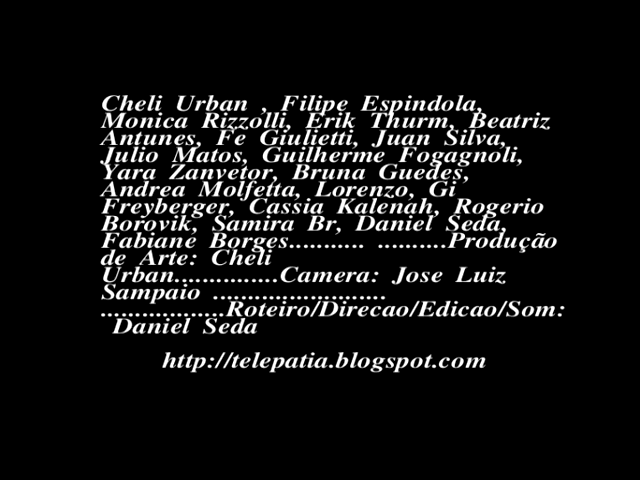 Cheli Urban , Filipe Espindola,
Monica Rizzolli, Erik Thurm, Beatriz
Antunes, Fe Giulietti, Juan Silva,
Julio Matos, Guilherme Fogagnoli,
Yara Zanvetor, Bruna Guedes,
Andrea Molfetta, Lorenzo, Gi
Freyberger, Cassia Kalenah, Rogerio
Borovik, Samira Br, Daniel Seda,
Fabiane Borges........... ..........Produção
de Arte: Cheli
Urban...............Camera: Jose Luiz
Sampaio .........................
..................Roteiro/Direcao/Edicao/Som:
Daniel Seda
http://telepatia.blogspot.com